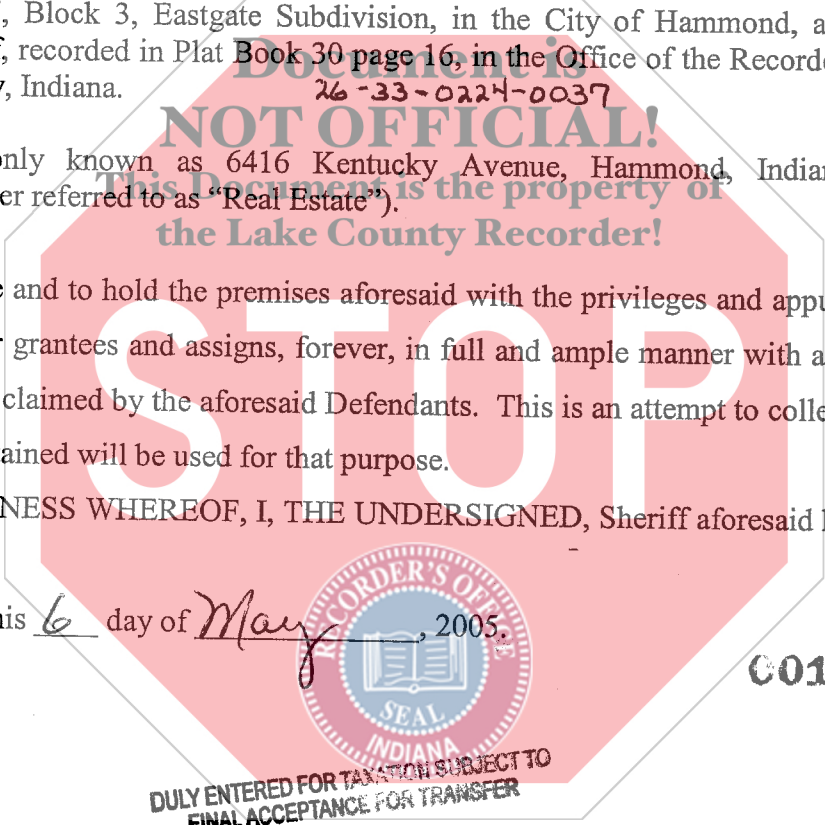 , Block 3, Eastgate Subdivision, in the City of Hammond, a
, recorded in Plat Book 30 page 16, in the Office of the Recorde
, Indiana.
Document is
26-33-0224-0037
NOT OFFICIAL!
only known as 6416 Kentucky Avenue, Hammond, India
This Document is the property of
er referred to as “Real Estate”).
the Lake County Recorder!
e and to hold the premises aforesaid with the privileges and appu
STOP
r grantees and assigns, forever, in full and ample manner with a
claimed by the aforesaid Defendants. This is an attempt to colle
ained will be used for that purpose.
NESS WHEREOF, I, THE UNDERSIGNED, Sheriff aforesaid
his 6 day of May, 2005.
RECORDER'S OFFICE
SEAL
INDIANA
C01
DULY ENTERED FOR TAXATION SUBJECT TO
FINAL ACCEPTANCE FOR TRANSFER